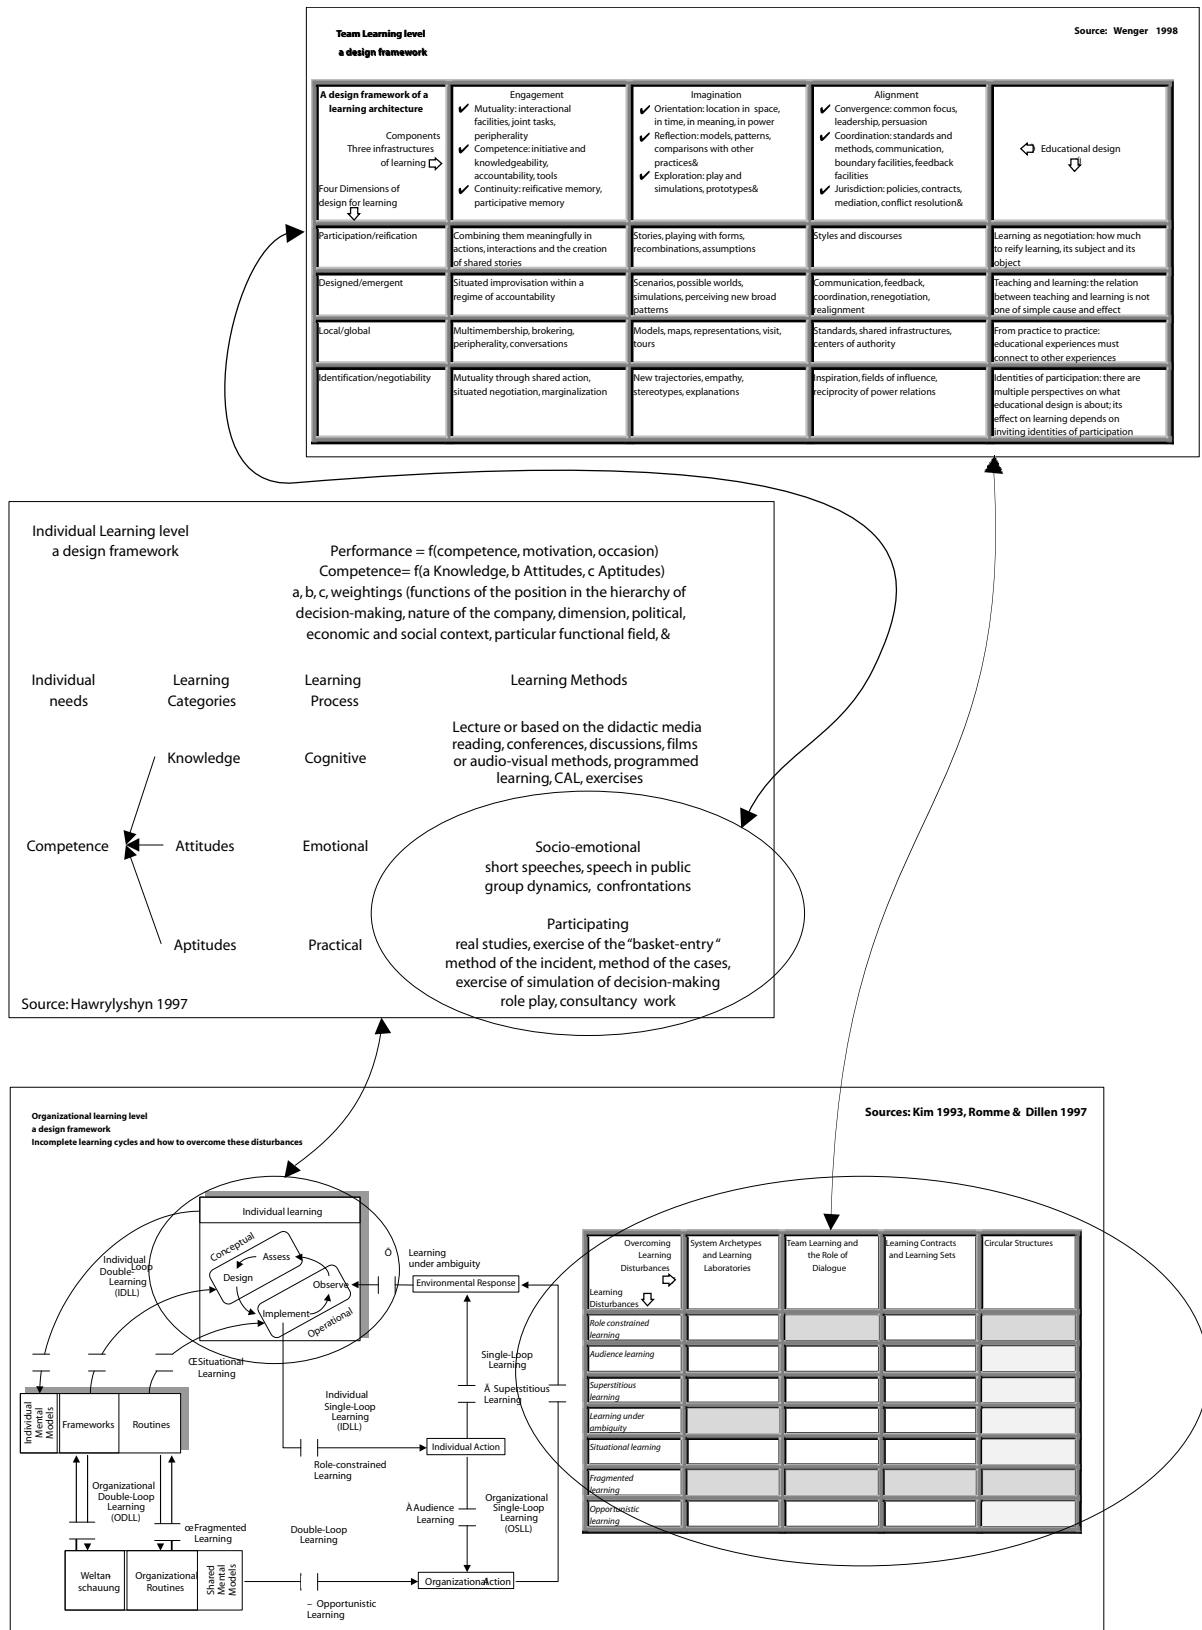 Team Learning level
a design framework
Source: Wenger 1998
A design framework of a
learning architecture
Components
Three infrastructures
of learning
Four Dimensions of
design for learning
Engagement
✔ Mutuality: interactional
facilities, joint tasks,
peripherality
✔ Competence: initiative and
knowledgeability,
accountability, tools
✔ Continuity: reificative memory,
participative memory
Imagination
✔ Orientation: location in space,
in time, in meaning, in power
✔ Reflection: models, patterns,
comparisons with other
practices&
✔ Exploration: play and
simulations, prototypes&
Alignment
✔ Convergence: common focus,
leadership, persuasion
✔ Coordination: standards and
methods, communication,
boundary facilities, feedback
facilities
✔ Jurisdiction: policies, contracts,
mediation, conflict resolution&
Educational design
Participation/reification
Combining them meaningfully in
actions, interactions and the creation
of shared stories
Stories, playing with forms,
recombinations, assumptions
Styles and discourses
Learning as negotiation: how much
to reify learning, its subject and its
object
Designed/emergent
Situated improvisation within a
regime of accountability
Scenarios, possible worlds,
simulations, perceiving new broad
patterns
Communication, feedback,
coordination, renegotiation,
realignment
Teaching and learning: the relation
between teaching and learning is not
one of simple cause and effect
Local/global
Multimembership, brokering,
peripherality, conversations
Models, maps, representations, visit,
tours
Standards, shared infrastructures,
centers of authority
From practice to practice:
educational experiences must
connect to other experiences
Identification/negotiability
Mutuality through shared action,
situated negotiation, marginalization
New trajectories, empathy,
stereotypes, explanations
Inspiration, fields of influence,
reciprocity of power relations
Identities of participation: there are
multiple perspectives on what
educational design is about; its
effect on learning depends on
inviting identities of participation
Individual Learning level
a design framework
Performance = f(competence, motivation, occasion)
Competence= f(a Knowledge, b Attitudes, c Aptitudes)
a, b, c, weightings (functions of the position in the hierarchy of
decision-making, nature of the company, dimension, political,
economic and social context, particular functional field, &
Individual
needs
Learning
Categories
Learning
Process
Learning Methods
Knowledge
Cognitive
Lecture or based on the didactic media
reading, conferences, discussions, films
or audio-visual methods, programmed
learning, CAL, exercises
Competence
Attitudes
Emotional
Socio-emotional
short speeches, speech in public
group dynamics, confrontations
Aptitudes
Practical
Participating
real studies, exercise of the "basket-entry"
method of the incident, method of the cases,
exercise of simulation of decision-making
role play, consultancy work
Source: Hawrylyshyn 1997
Organizational learning level
a design framework
Incomplete learning cycles and how to overcome these disturbances
Sources: Kim 1993, Romme & Dillen 1997
Individual learning
Conceptual
Assess
Design
Observe
Implement
Operational
Individual
Double-Loop
Learning
(IDLL)
Õ
Learning
under ambiguity
Environmental Response
ŒSituational
Learning
Individual
Mental
Models
Frameworks
Routines
Individual
Single-Loop
Learning
(IDLL)
Role-constrained
Learning
Single-Loop
Learning
Ä Superstitious
Learning
Individual Action
Organizational
Double-Loop
Learning
(ODLL)
œFragmented
Learning
Double-Loop
Learning
ÀAudience
Learning
Organizational
Single-Loop
Learning
(OSLL)
Weltan-
schauung
Organizational
Routines
Shared
Mental
Models
Organizational Action
– Opportunistic
Learning
Overcoming
Learning
Disturbances
Learning
Disturbances
System Archetypes
and Learning
Laboratories
Team Learning and
the Role of
Dialogue
Learning Contracts
and Learning Sets
Circular Structures
Role constrained
learning
Audience learning
Superstitious
learning
Learning under
ambiguity
Situational learning
Fragmented
learning
Opportunistic
learning